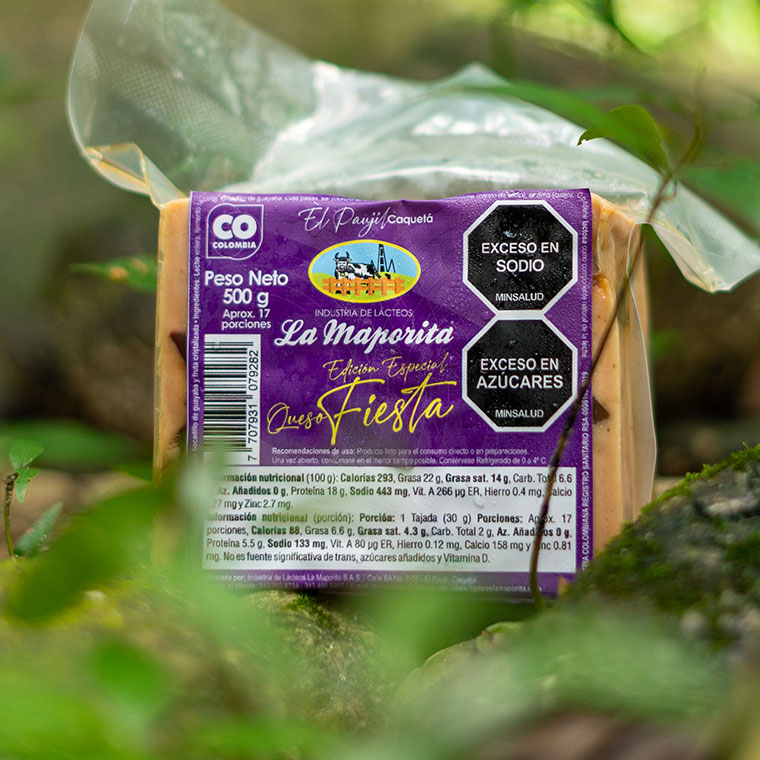 El Paujil Caquetá
CO
COLOMBIA
Peso Neto
500 g
Aprox. 17
porciones
INDUSTRIA DE LÁCTEOS
La Maporita
Edición Especial
Queso Fiesta
EXCESO EN
SODIO
MINSALUD
EXCESO EN
AZÚCARES
MINSALUD
7 707931 079282
Recomendaciones de uso: Producto listo para el consumo directo o en preparaciones.
Una vez abierto, consúmase en el menor tiempo posible. Consérvese Refrigerado de 0 a 4°C.
Información nutricional (100 g): Calorías 293, Grasa 22 g, Grasa sat. 14 g, Carb. Total 6.6
Az. Añadidos 0 g, Proteína 18 g, Sodio 443 mg, Vit. A 266 µg ER, Hierro 0.4 mg, Calcio
27 mg y Zinc 2.7 mg.
Información nutricional (porción): Porción: 1 Tajada (30 g) Porciones: Aprox. 17
porciones, Calorías 88, Grasa 6.6 g, Grasa sat. 4.3 g, Carb. Total 2 g, Az. Añadidos 0 g,
Proteína 5.5 g, Sodio 133 mg, Vit. A 80 µg ER, Hierro 0.12 mg, Calcio 158 mg y Zinc 0.81
mg. No es fuente significativa de trans, azúcares añadidos y Vitamina D.
Industria de Lácteos La Maporita S.A.S.